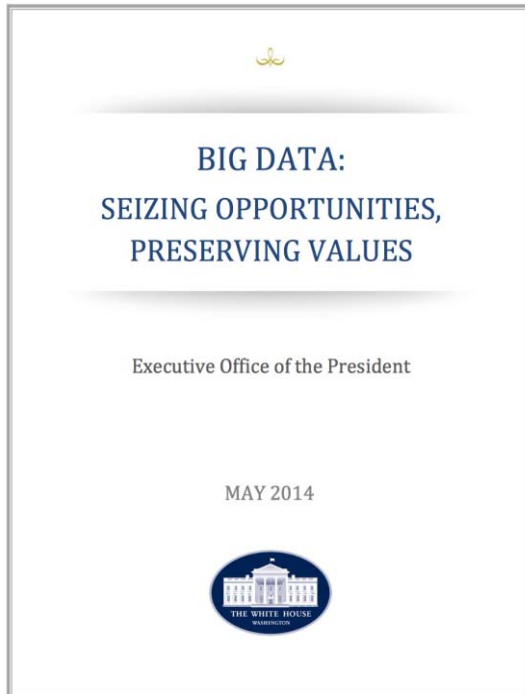 BIG DATA:
SEIZING OPPORTUNITIES,
PRESERVING VALUES
Executive Office of the President
MAY 2014
THE WHITE HOUSE
WASHINGTON